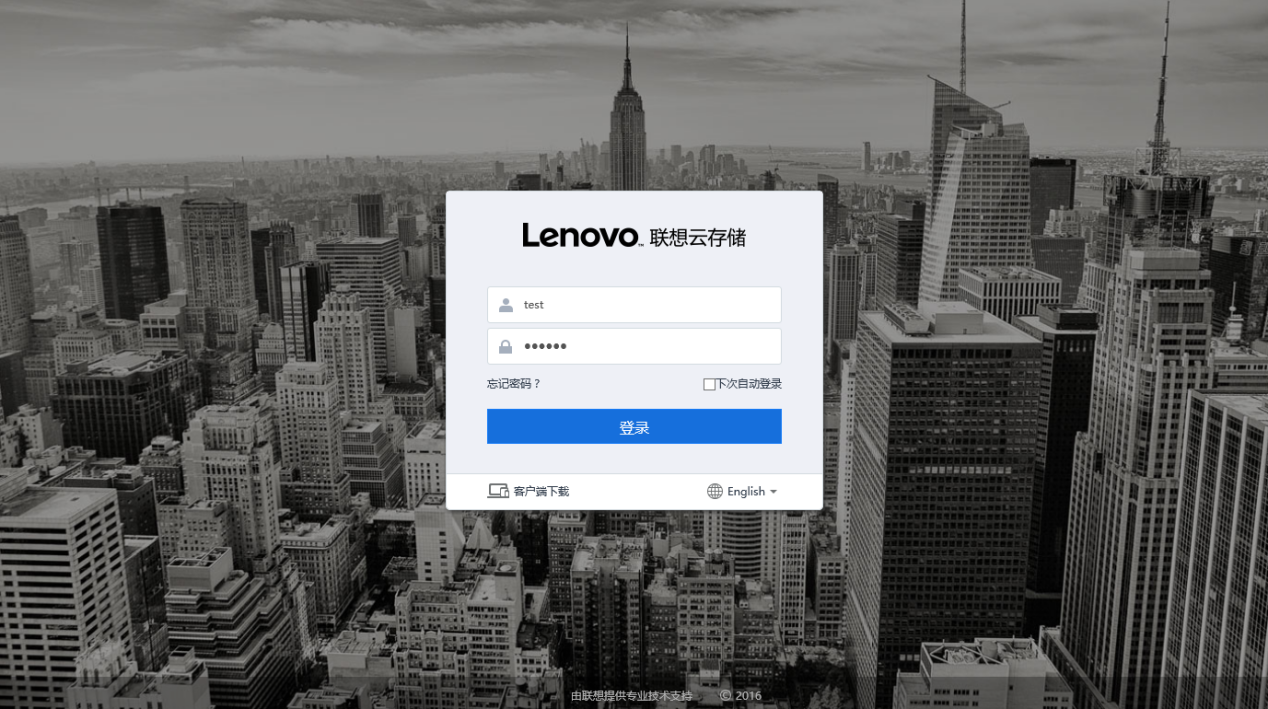 Lenovo™ 联想云存储
test
••••••
忘记密码？ 下次自动登录
登录
客户端下载 English
由联想提供专业技术支持 © 2016